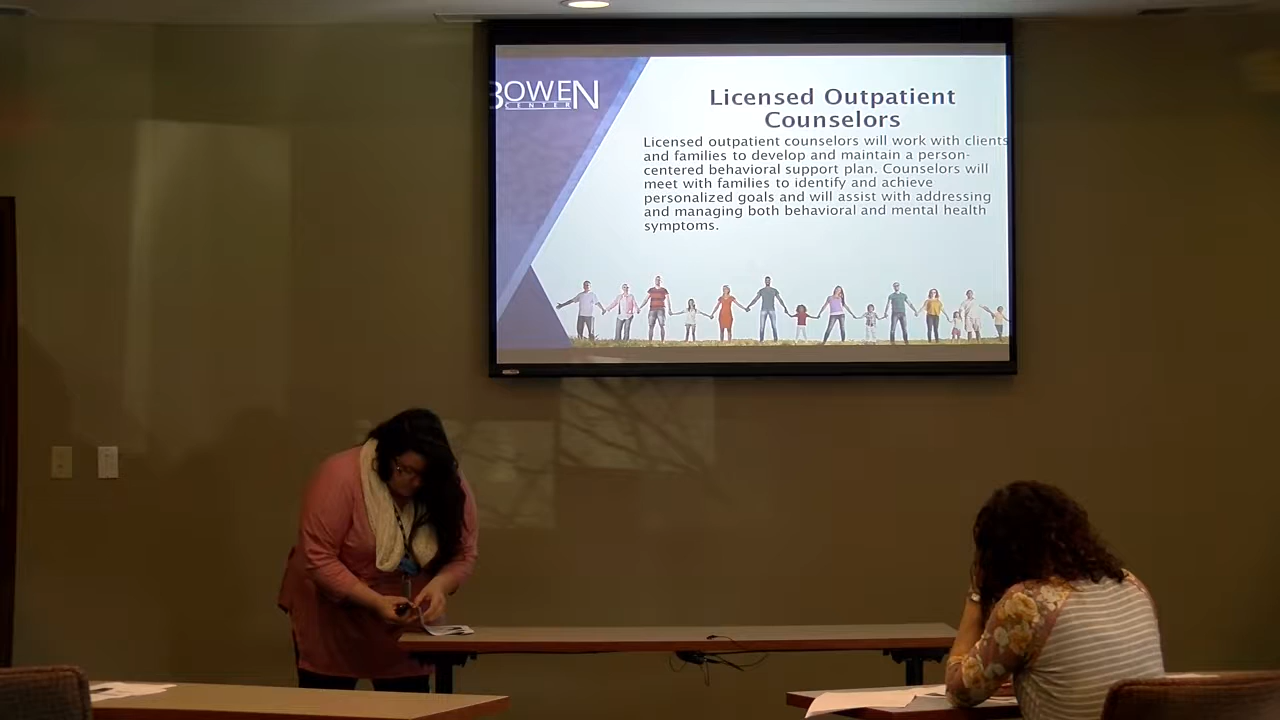 BOWEN
CENTER
Licensed Outpatient
Counselors
Licensed outpatient counselors will work with clients
and families to develop and maintain a person-
centered behavioral support plan. Counselors will
meet with families to identify and achieve
personalized goals and will assist with addressing
and managing both behavioral and mental health
symptoms.